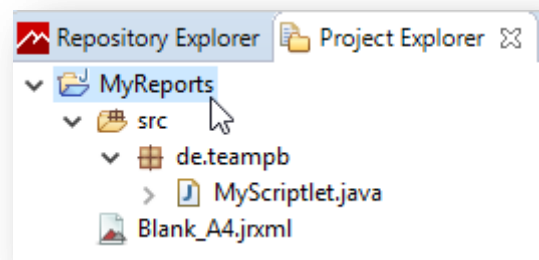 Repository Explorer Project Explorer
MyReports
src
de.teampb
MyScriptlet.java
Blank_A4.jrxml